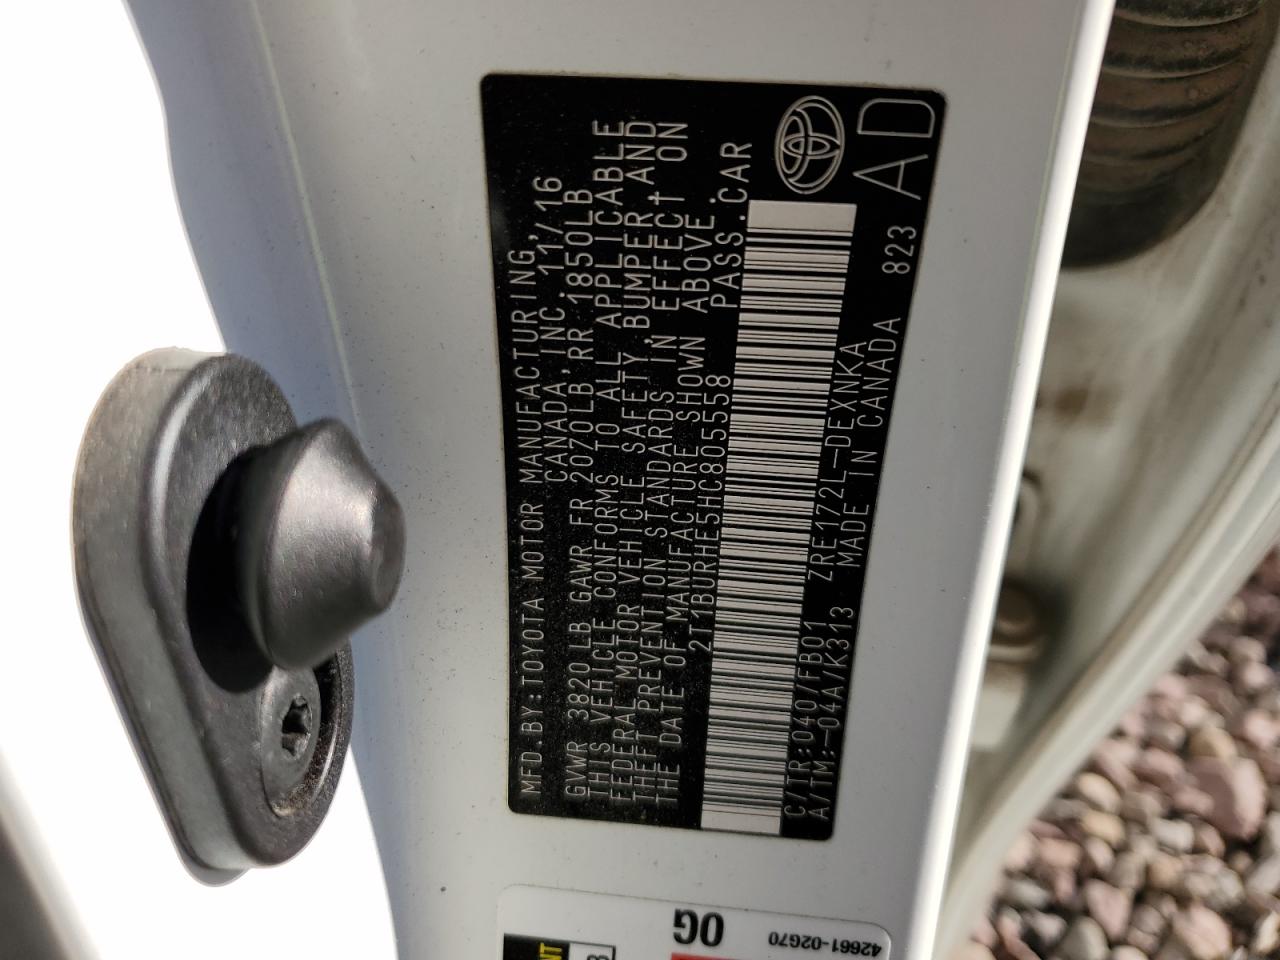 MFD.BY:TOYOTA MOTOR MANUFACTURING,
CANADA,INC.11/16
GVWR 3820 LB GAWR FR 2070LB,RR 1850LB
THIS VEHICLE CONFORMS TO ALL APPLICABLE
FEDERAL MOTOR VEHICLE SAFETY,BUMPER,AND
THEFT PREVENTION STANDARDS IN EFFECT ON
THE DATE OF MANUFACTURE SHOWN ABOVE.
2T1BURHE5HC805558 PASS.CAR
C/TR:040/FB01 ZRE172L-DEXNKA
A/TM:-04A/K313 MADE IN CANADA 823
AD
0G
42661-02G70